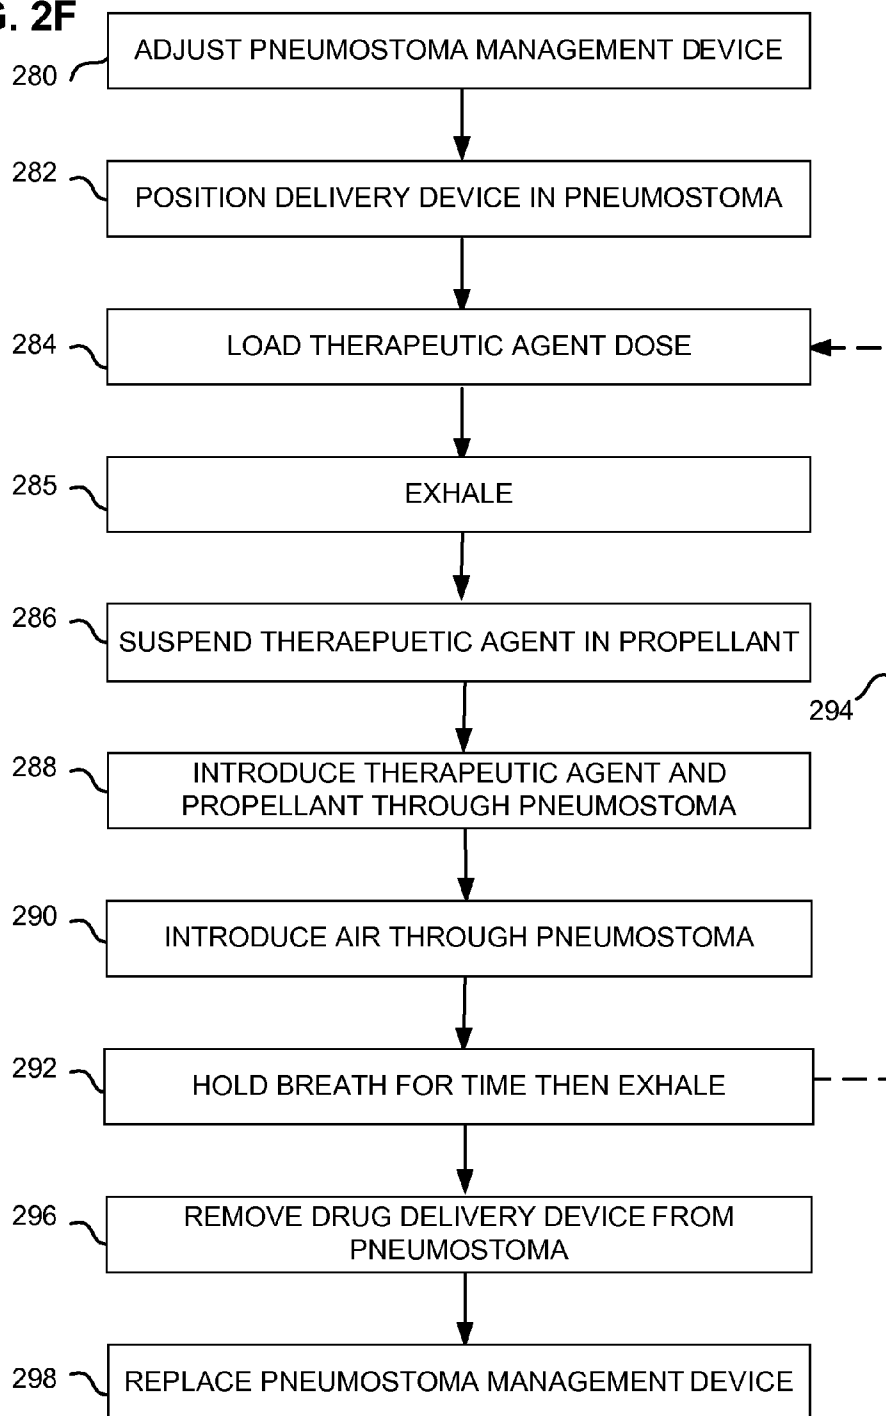 G. 2F
ADJUST PNEUMOSTOMA MANAGEMENT DEVICE
280
282
POSITION DELIVERY DEVICE IN PNEUMOSTOMA
284
LOAD THERAPEUTIC AGENT DOSE
285
EXHALE
286
SUSPEND THERAEPUETIC AGENT IN PROPELLANT
294
288
INTRODUCE THERAPEUTIC AGENT AND
PROPELLANT THROUGH PNEUMOSTOMA
290
INTRODUCE AIR THROUGH PNEUMOSTOMA
292
HOLD BREATH FOR TIME THEN EXHALE
296
REMOVE DRUG DELIVERY DEVICE FROM
PNEUMOSTOMA
298
REPLACE PNEUMOSTOMA MANAGEMENT DEVICE